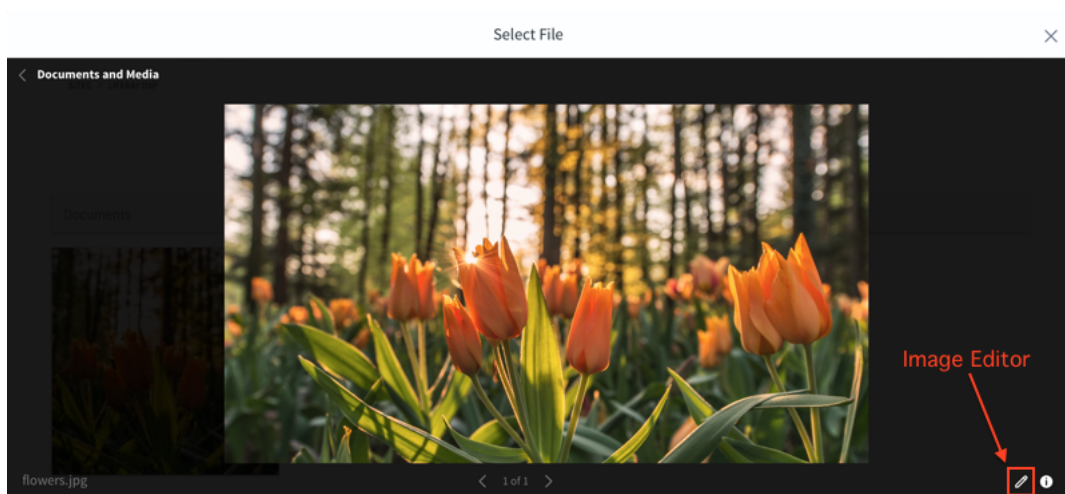 Select File
Documents and Media
Documents
Image Editor
flowers.jpg
1 of 1